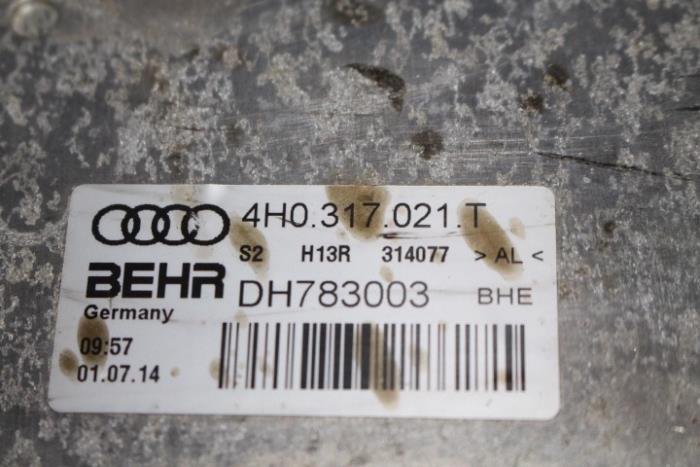 4H0.317.021.T
S2 H13R 314077 > AL <
BEHR DH783003 BHE
Germany
09:57
01.07.14